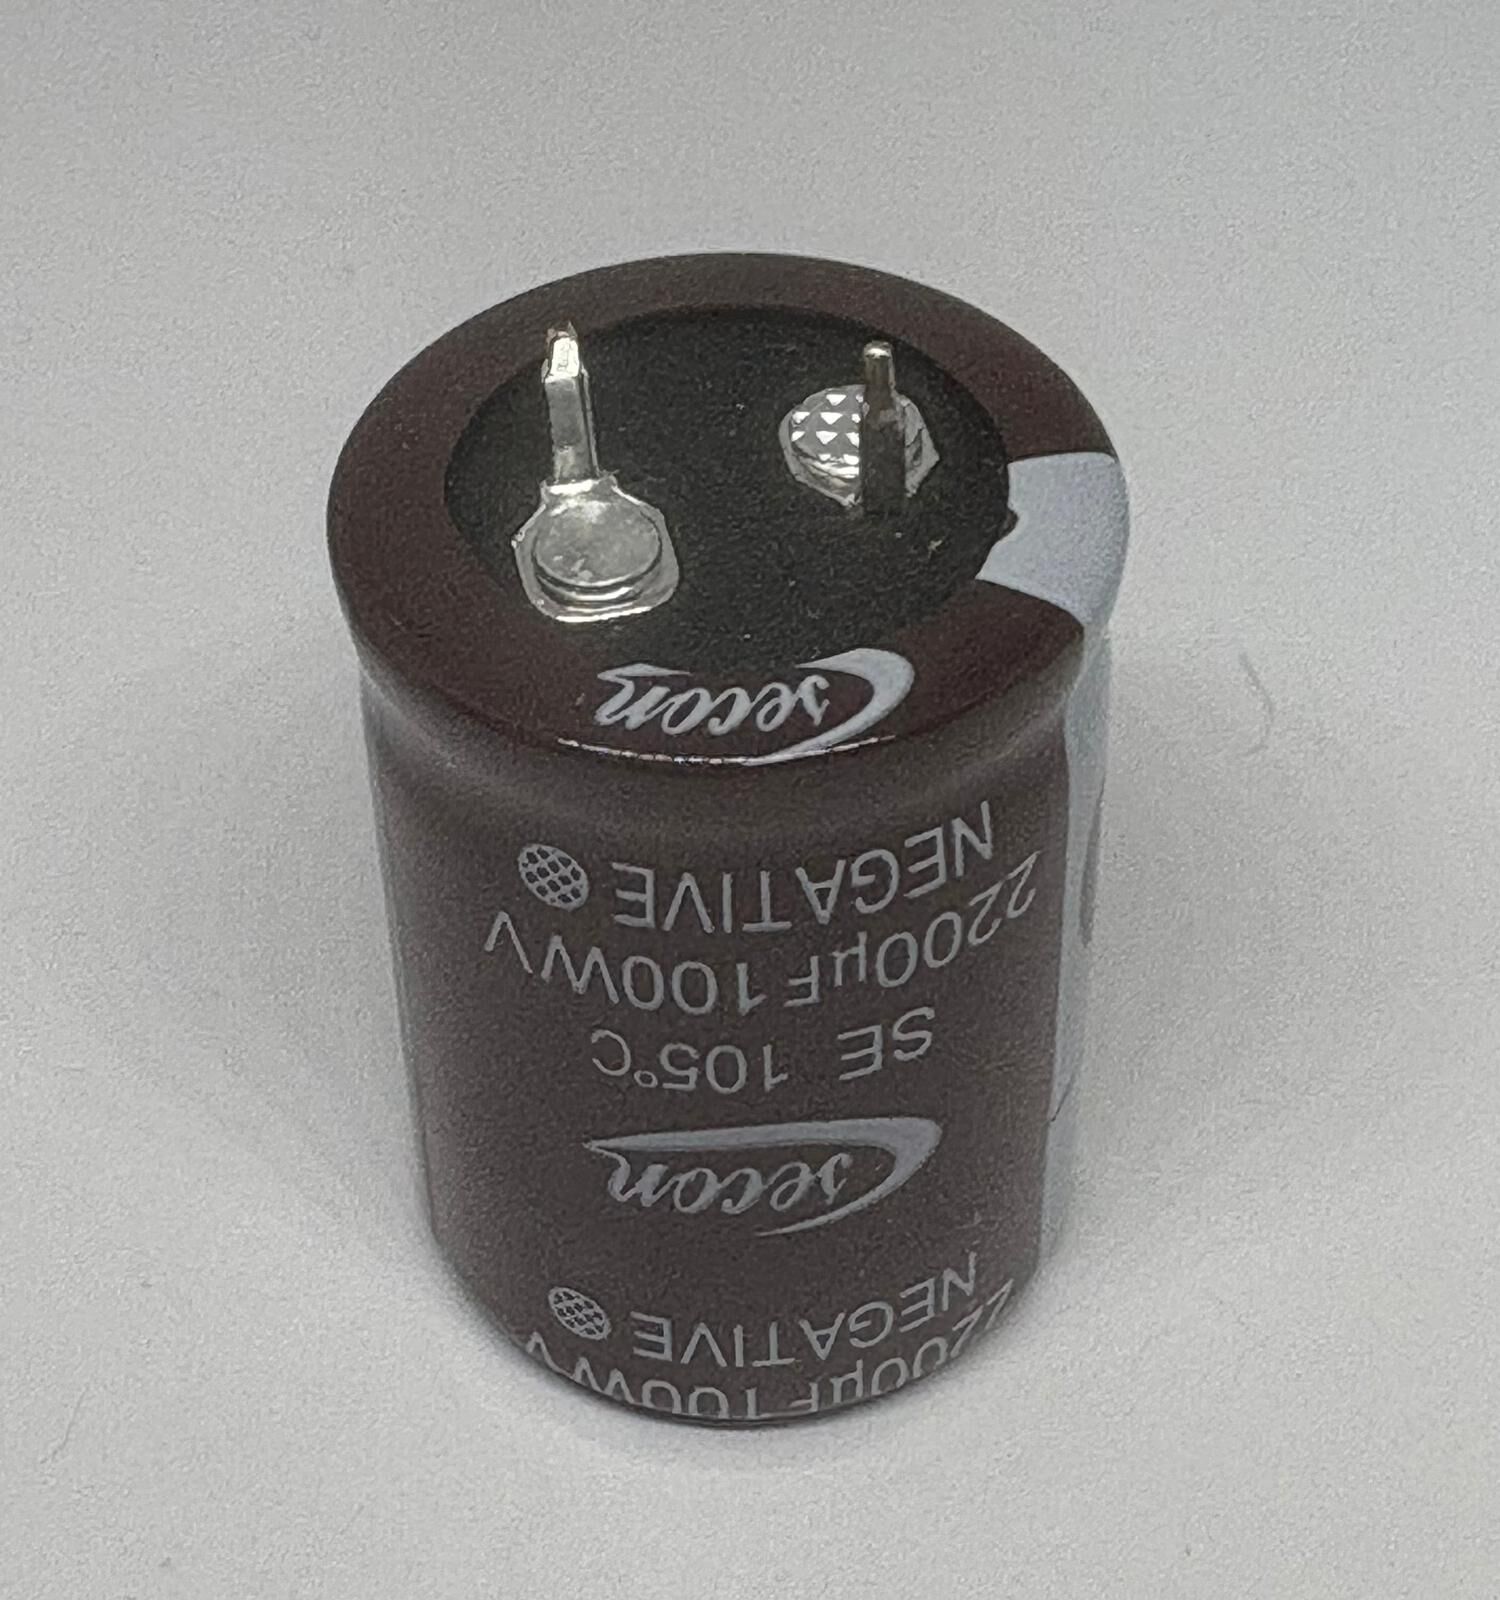 2200µF 100WV
NEGATIVE
secon
SE 105°C
2200µF 100WV
NEGATIVE
secon